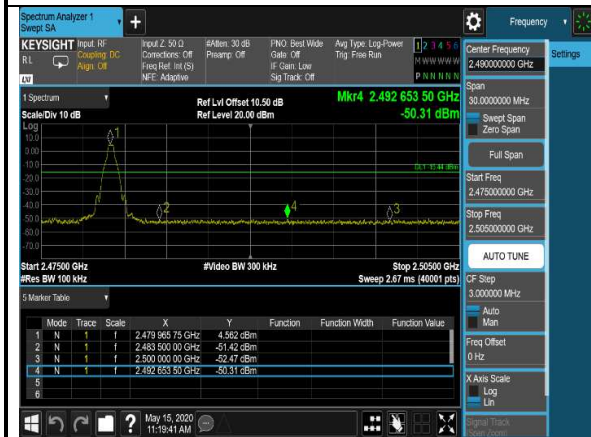 Spectrum Analyzer 1
Swept SA
+
Frequency
KEYSIGHT
RL
LXI
Input: RF
Coupling: DC
Align: Off
Input Z: 50 Ω
Corrections: Off
Freq Ref: Int (S)
NFE: Adaptive
#Atten: 30 dB
Preamp: Off
PNO: Best Wide
Gate: Off
IF Gain: Low
Sig Track: Off
Avg Type: Log-Power
Trig: Free Run
1 2 3 4 5 6
M W W W W W
P N N N N N
1 Spectrum
Scale/Div 10 dB
Ref Lvl Offset 10.50 dB
Ref Level 20.00 dBm
Mkr4 2.492 653 50 GHz
-50.31 dBm
Log
10.0
0.00
-10.0
-20.0
-30.0
-40.0
-50.0
-60.0
-70.0
1
2
4
3
Start 2.47500 GHz
#Res BW 100 kHz
#Video BW 300 kHz
Stop 2.50500 GHz
Sweep 2.67 ms (40001 pts)
5 Marker Table
Mode Trace Scale X Y Function Function Width Function Value
1 N 1 f 2.479 965 75 GHz 4.562 dBm
2 N 1 f 2.483 500 00 GHz -51.42 dBm
3 N 1 f 2.500 000 00 GHz -52.47 dBm
4 N 1 f 2.492 653 50 GHz -50.31 dBm
5
6
?
May 15, 2020
11:19:41 AM
Center Frequency
2.490000000 GHz
Settings
Span
30.0000000 MHz
Swept Span
Zero Span
Full Span
Start Freq
2.475000000 GHz
Stop Freq
2.505000000 GHz
AUTO TUNE
CF Step
3.000000 MHz
Auto
Man
Freq Offset
0 Hz
X Axis Scale
Log
Lin
Signal Track
(Span Zoom)